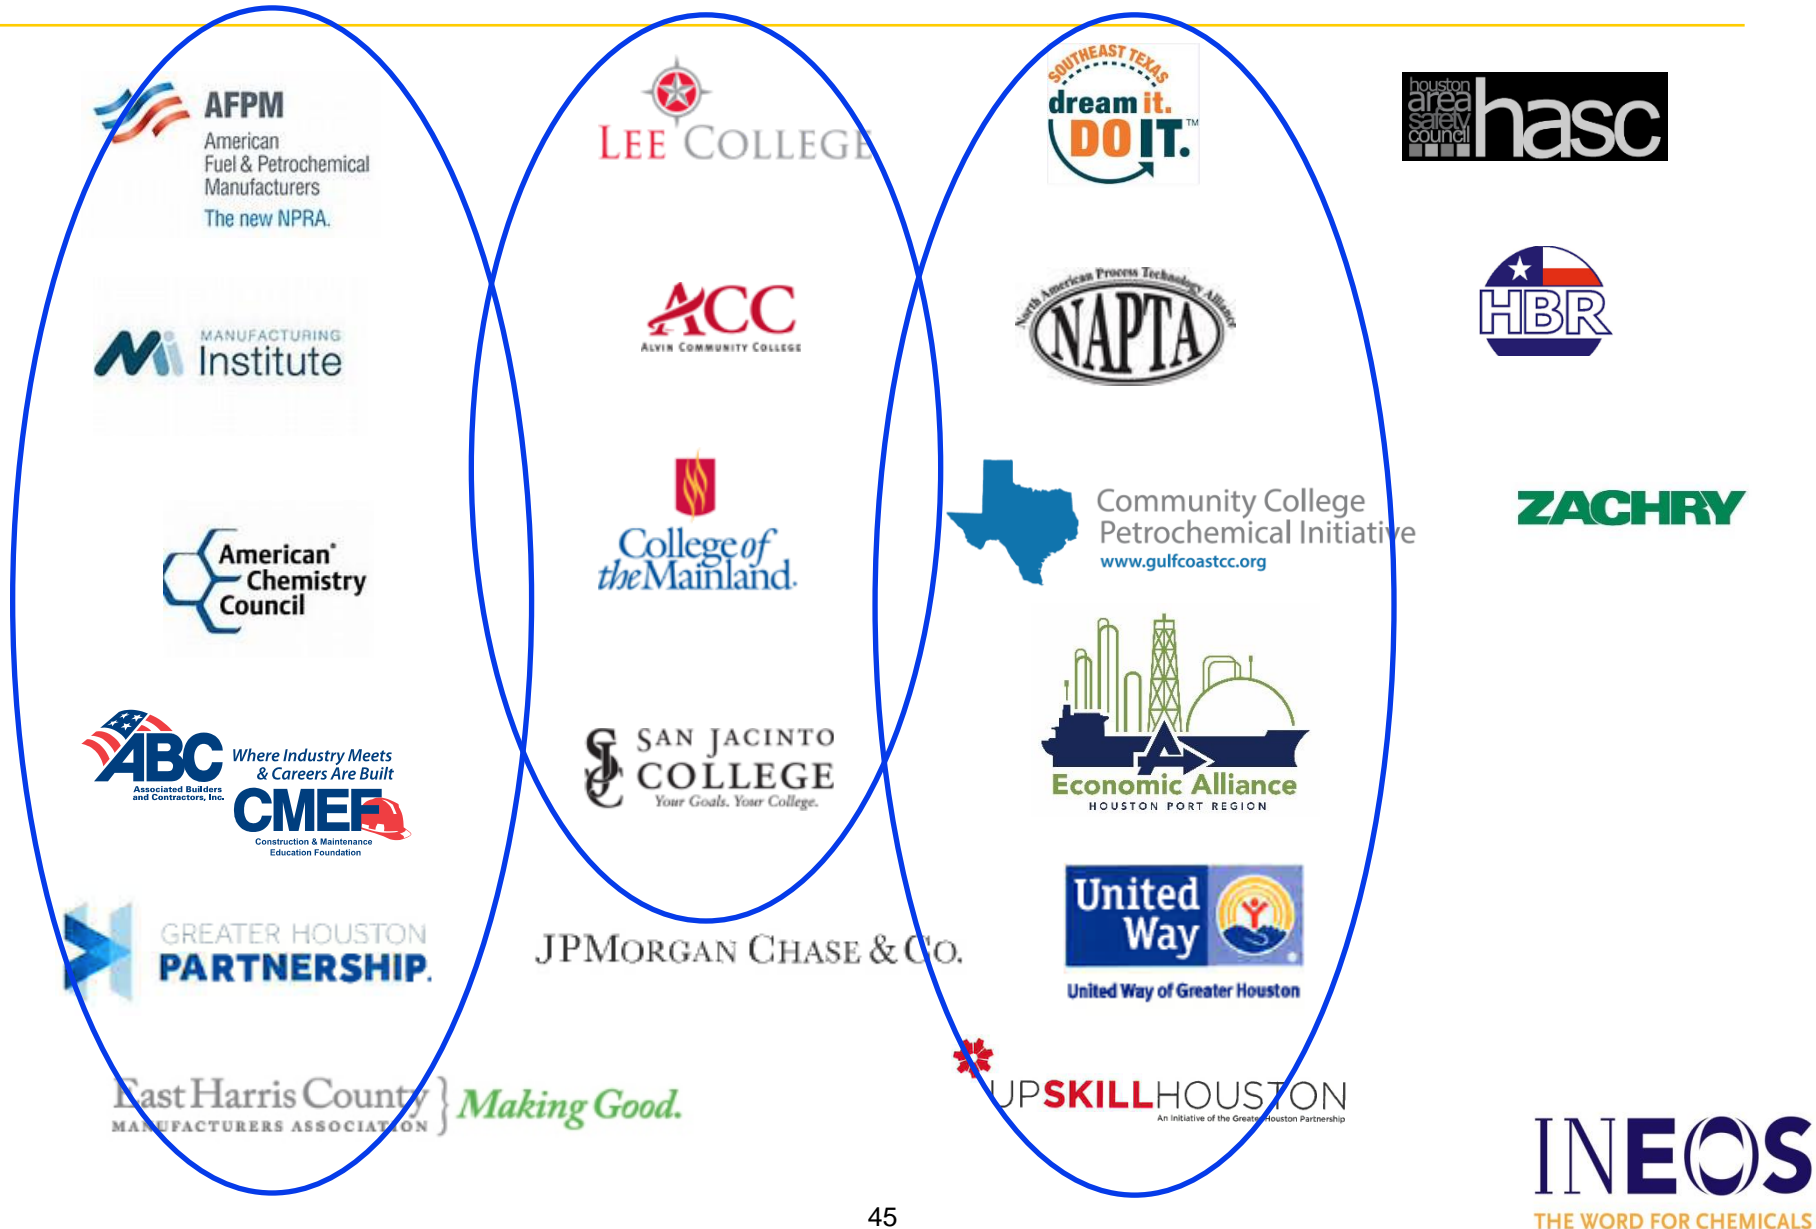 AFPM
American
Fuel & Petrochemical
Manufacturers
The new NPRA.
MANUFACTURING
Institute
American
Chemistry
Council
ABC
Associated Builders
and Contractors, Inc.
Where Industry Meets
& Careers Are Built
CMEF
Construction & Maintenance
Education Foundation
GREATER HOUSTON
PARTNERSHIP.
East Harris County
MANUFACTURERS ASSOCIATION
Making Good.
LEE COLLEGE
ACC
ALVIN COMMUNITY COLLEGE
College of
the Mainland.
SJC
SAN JACINTO
COLLEGE
Your Goals. Your College.
JPMORGAN CHASE & CO.
SOUTHEAST TEXAS
dream it.
DO IT.™
North American Process Technology Alliance
NAPTA
Community College
Petrochemical Initiative
www.gulfcoastcc.org
Economic Alliance
HOUSTON PORT REGION
United
Way
United Way of Greater Houston
UPSKILLHOUSTON
An Initiative of the Greater Houston Partnership
houston
area
safety
council
hasc
HBR
ZACHRY
INEOS
THE WORD FOR CHEMICALS
45